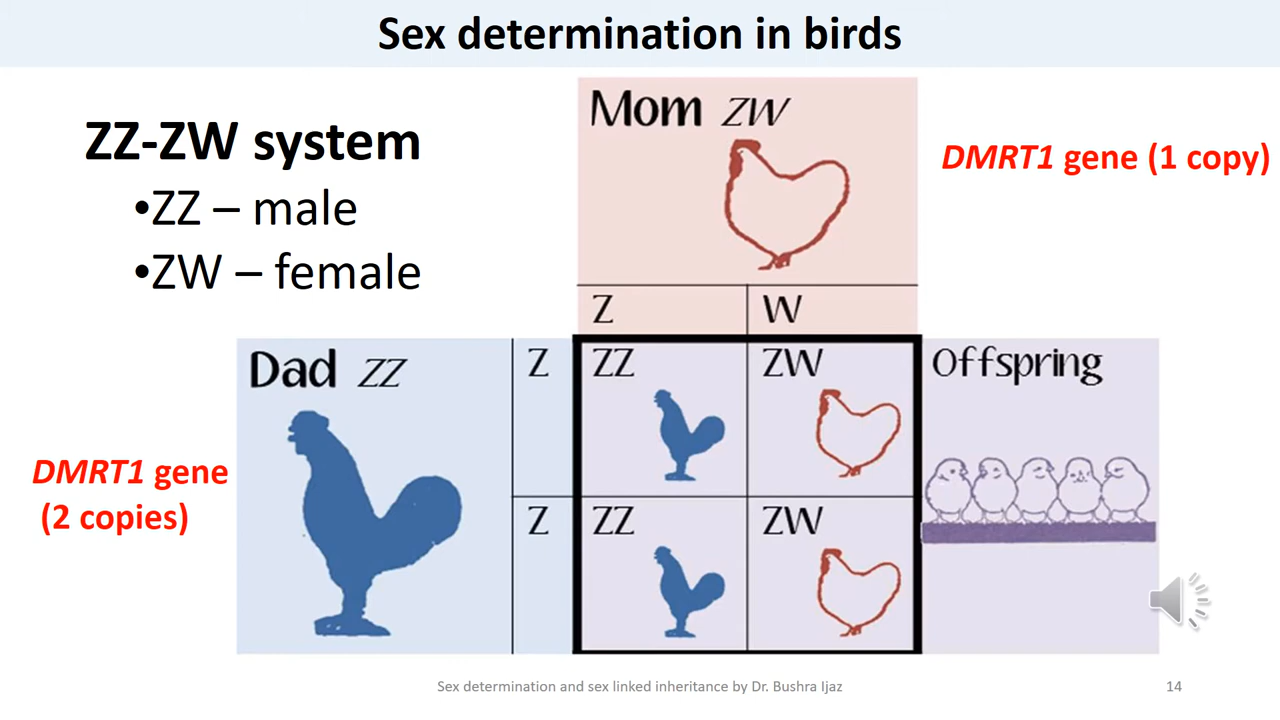 Sex determination in birds
ZZ-ZW system
•ZZ – male
•ZW – female
Mom ZW
DMRT1 gene (1 copy)
Z
W
Dad ZZ
Z
ZZ
ZW
Offspring
DMRT1 gene
(2 copies)
Z
ZZ
ZW
Sex determination and sex linked inheritance by Dr. Bushra Ijaz
14